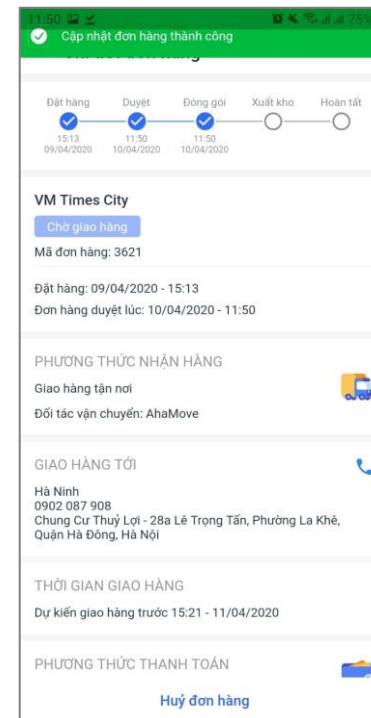 11:50
75%
Cập nhật đơn hàng thành công
Đặt hàng Duyệt Đóng gói Xuất kho Hoàn tất
15:13 11:50 11:50
09/04/2020 10/04/2020 10/04/2020
VM Times City
Chờ giao hàng
Mã đơn hàng: 3621
Đặt hàng: 09/04/2020 - 15:13
Đơn hàng duyệt lúc: 10/04/2020 - 11:50
PHƯƠNG THỨC NHẬN HÀNG
Giao hàng tận nơi
Đối tác vận chuyển: AhaMove
GIAO HÀNG TỚI
Hà Ninh
0902 087 908
Chung Cư Thuỷ Lợi - 28a Lê Trọng Tấn, Phường La Khê,
Quận Hà Đông, Hà Nội
THỜI GIAN GIAO HÀNG
Dự kiến giao hàng trước 15:21 - 11/04/2020
PHƯƠNG THỨC THANH TOÁN
Huỷ đơn hàng